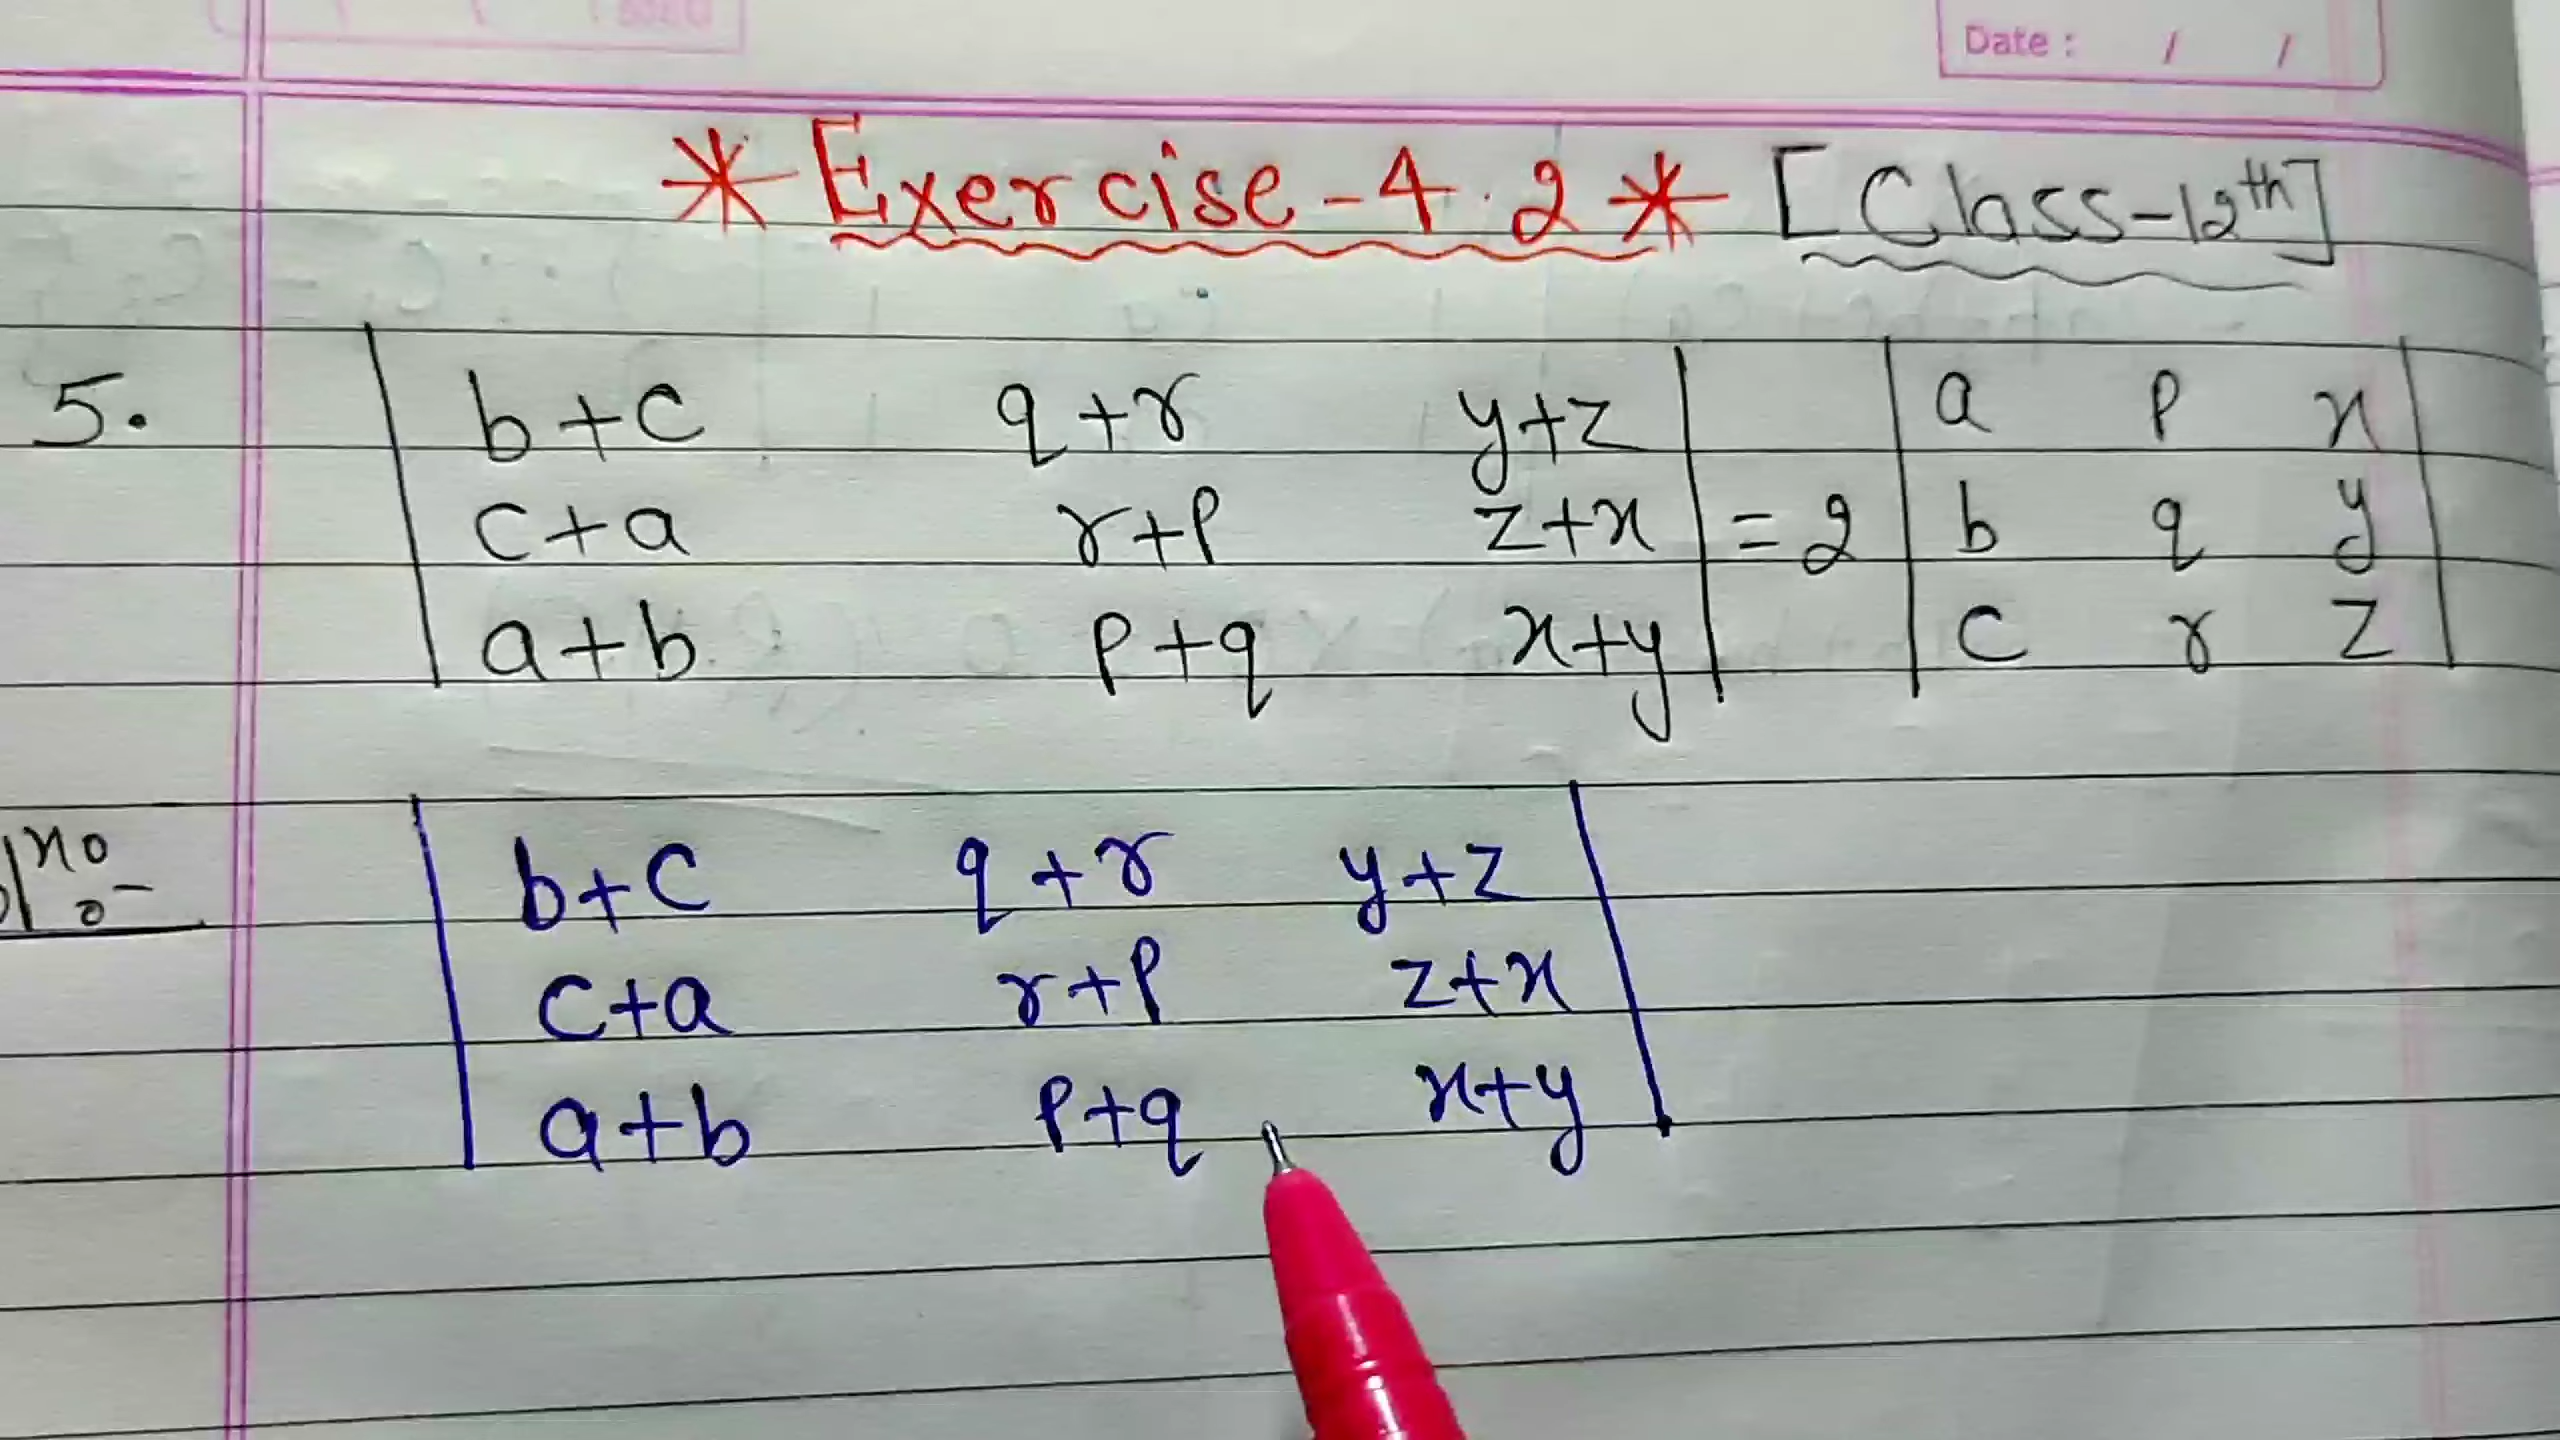 Date : / /
* Exercise-4.2 * [Class-12th]
5. | b+c q+r y+z | | a p x |
| c+a r+p z+x | = 2 | b q y |
| a+b p+q x+y | | c r z |
| b+c q+r y+z |
| c+a r+p z+x |
| a+b p+q x+y |